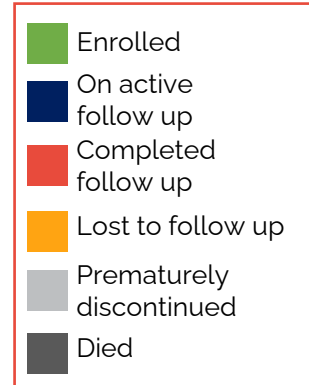 Enrolled
On active
follow up
Completed
follow up
Lost to follow up
Prematurely
discontinued
Died